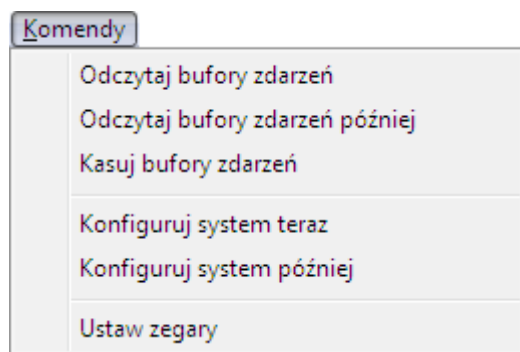 Komendy
Odczytaj bufory zdarzeń
Odczytaj bufory zdarzeń później
Kasuj bufory zdarzeń
Konfiguruj system teraz
Konfiguruj system później
Ustaw zegary